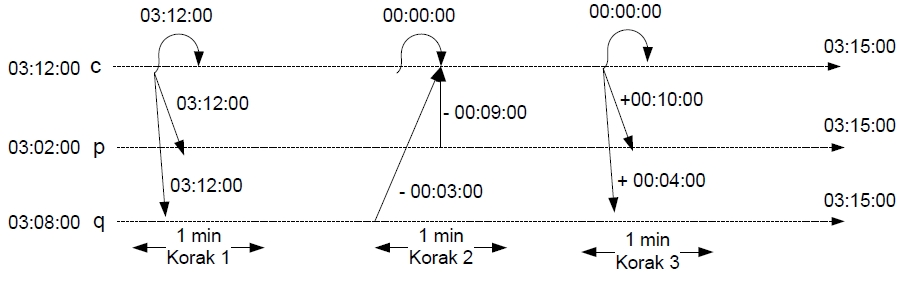 03:12:00
00:00:00
00:00:00
03:12:00 c
03:15:00
03:12:00
- 00:09:00
+00:10:00
03:02:00 p
03:15:00
03:12:00
- 00:03:00
+ 00:04:00
03:15:00
03:08:00 q
1 min
Korak 1
1 min
Korak 2
1 min
Korak 3